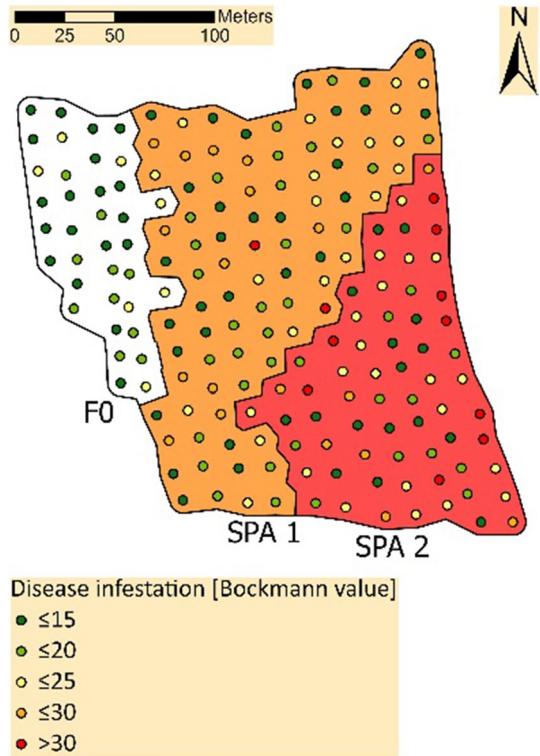 Meters
0 25 50 100
N
F0
SPA 1
SPA 2
Disease infestation [Bockmann value]
≤15
≤20
≤25
≤30
>30